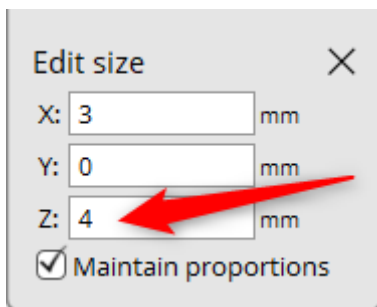 Edit size
X: 3 mm
Y: 0 mm
Z: 4 mm
Maintain proportions